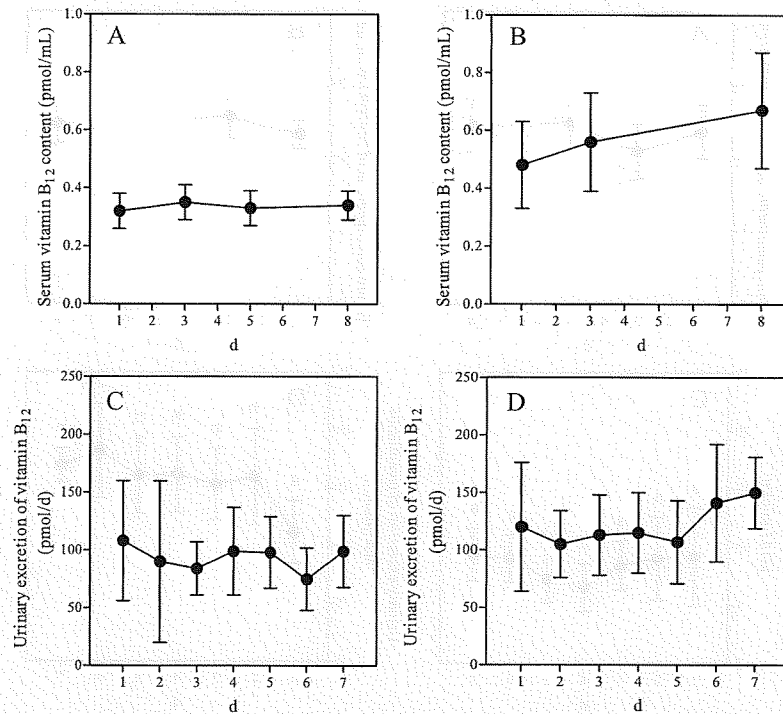 A
Serum vitamin B12 content (pmol/mL)
1.0
0.8
0.6
0.4
0.2
0.0
1 2 3 4 5 6 7 8
d
B
Serum vitamin B12 content (pmol/mL)
1.0
0.8
0.6
0.4
0.2
0.0
1 2 3 4 5 6 7 8
d
C
Urinary excretion of vitamin B12
(pmol/d)
250
200
150
100
50
0
1 2 3 4 5 6 7
d
D
Urinary excretion of vitamin B12
(pmol/d)
250
200
150
100
50
0
1 2 3 4 5 6 7
d